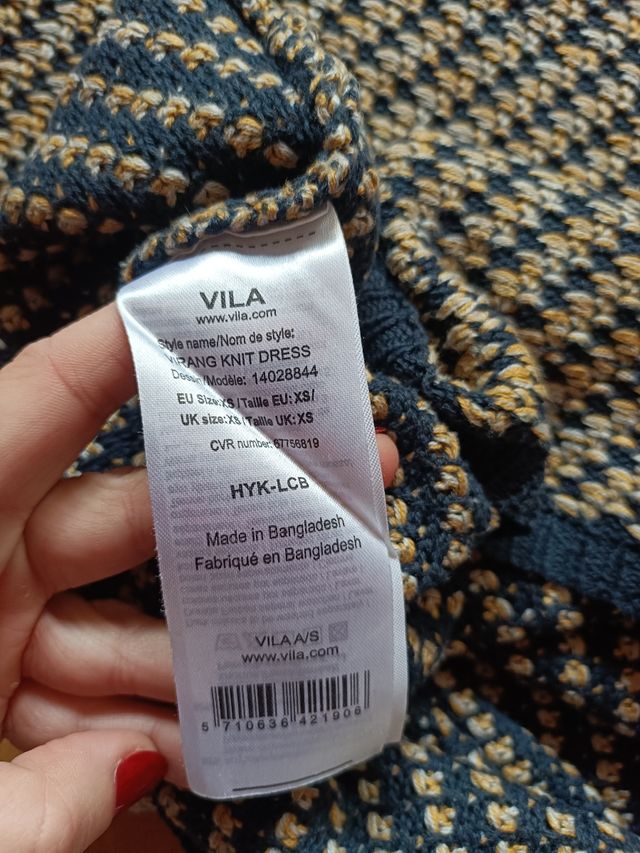 VILA
www.vila.com
Style name/Nom de style:
VIRANG KNIT DRESS
Design/Modèle: 14028844
EU Size:XS /Taille EU: XS/
UK size:XS/Taille UK: XS
CVR number:67756819
HYK-LCB
Made in Bangladesh
Fabriqué en Bangladesh
VILA A/S
www.vila.com
5 710636 421906